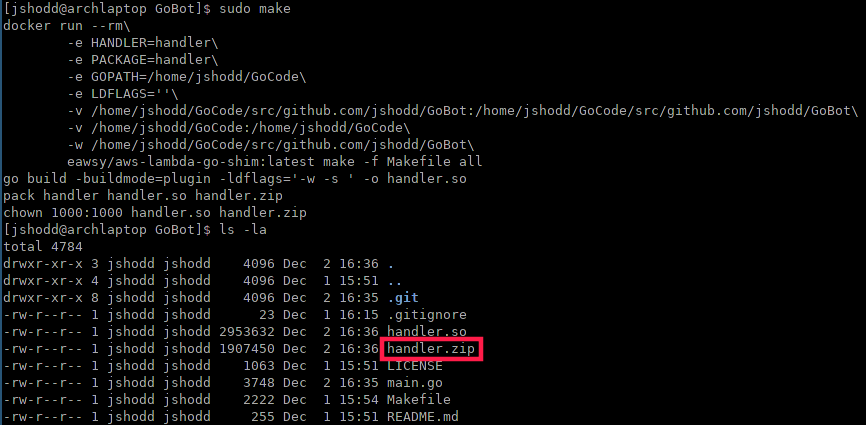 [jshodd@archlaptop GoBot]$ sudo make
docker run --rm\
        -e HANDLER=handler\
        -e PACKAGE=handler\
        -e GOPATH=/home/jshodd/GoCode\
        -e LDFLAGS=''\
        -v /home/jshodd/GoCode/src/github.com/jshodd/GoBot:/home/jshodd/GoCode/src/github.com/jshodd/GoBot\
        -v /home/jshodd/GoCode:/home/jshodd/GoCode\
        -w /home/jshodd/GoCode/src/github.com/jshodd/GoBot\
        eawsy/aws-lambda-go-shim:latest make -f Makefile all
go build -buildmode=plugin -ldflags='-w -s ' -o handler.so
pack handler handler.so handler.zip
chown 1000:1000 handler.so handler.zip
[jshodd@archlaptop GoBot]$ ls -la
total 4784
drwxr-xr-x 3 jshodd jshodd    4096 Dec  2 16:36 .
drwxr-xr-x 4 jshodd jshodd    4096 Dec  1 15:51 ..
drwxr-xr-x 8 jshodd jshodd    4096 Dec  2 16:35 .git
-rw-r--r-- 1 jshodd jshodd      23 Dec  1 16:15 .gitignore
-rw-r--r-- 1 jshodd jshodd 2953632 Dec  2 16:36 handler.so
-rw-r--r-- 1 jshodd jshodd 1907450 Dec  2 16:36 handler.zip
-rw-r--r-- 1 jshodd jshodd    1063 Dec  1 15:51 LICENSE
-rw-r--r-- 1 jshodd jshodd    3748 Dec  2 16:35 main.go
-rw-r--r-- 1 jshodd jshodd    2222 Dec  1 15:54 Makefile
-rw-r--r-- 1 jshodd jshodd     255 Dec  1 15:51 README.md